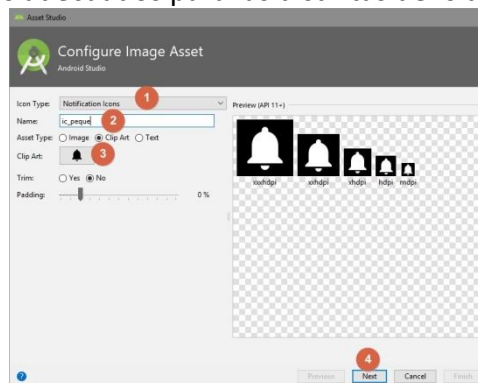 Asset Studio
Configure Image Asset
Android Studio
Icon Type: Notification Icons 1
Name: ic_peque 2
Asset Type: Image Clip Art Text
Clip Art: 3
Trim: Yes No
Padding: 0 %
Preview (API 11+)
xxxhdpi xxhdpi xhdpi hdpi mdpi
4
? Previous Next Cancel Finish